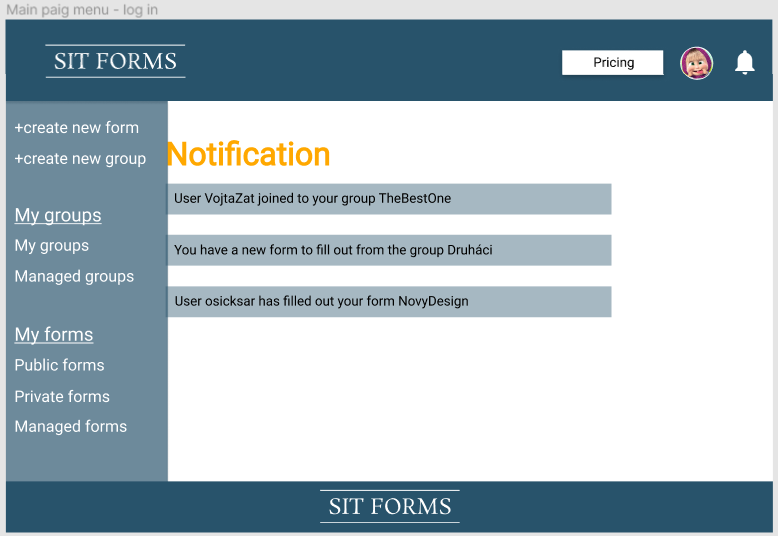 Main paig menu - log in
SIT FORMS
Pricing
+create new form
+create new group
My groups
My groups
Managed groups
My forms
Public forms
Private forms
Managed forms
Notification
User VojtaZat joined to your group TheBestOne
You have a new form to fill out from the group Druháci
User osicksar has filled out your form NovyDesign
SIT FORMS